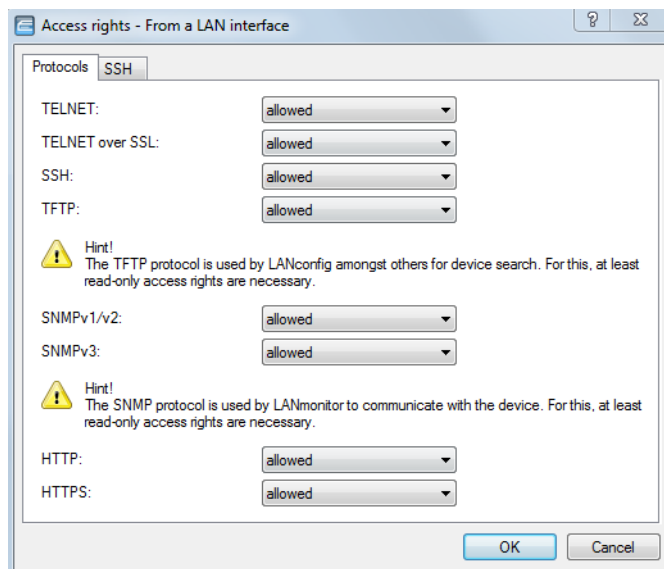 Access rights - From a LAN interface
Protocols SSH
TELNET: allowed
TELNET over SSL: allowed
SSH: allowed
TFTP: allowed
Hint!
The TFTP protocol is used by LANconfig amongst others for device search. For this, at least
read-only access rights are necessary.
SNMPv1/v2: allowed
SNMPv3: allowed
Hint!
The SNMP protocol is used by LANmonitor to communicate with the device. For this, at least
read-only access rights are necessary.
HTTP: allowed
HTTPS: allowed
OK Cancel